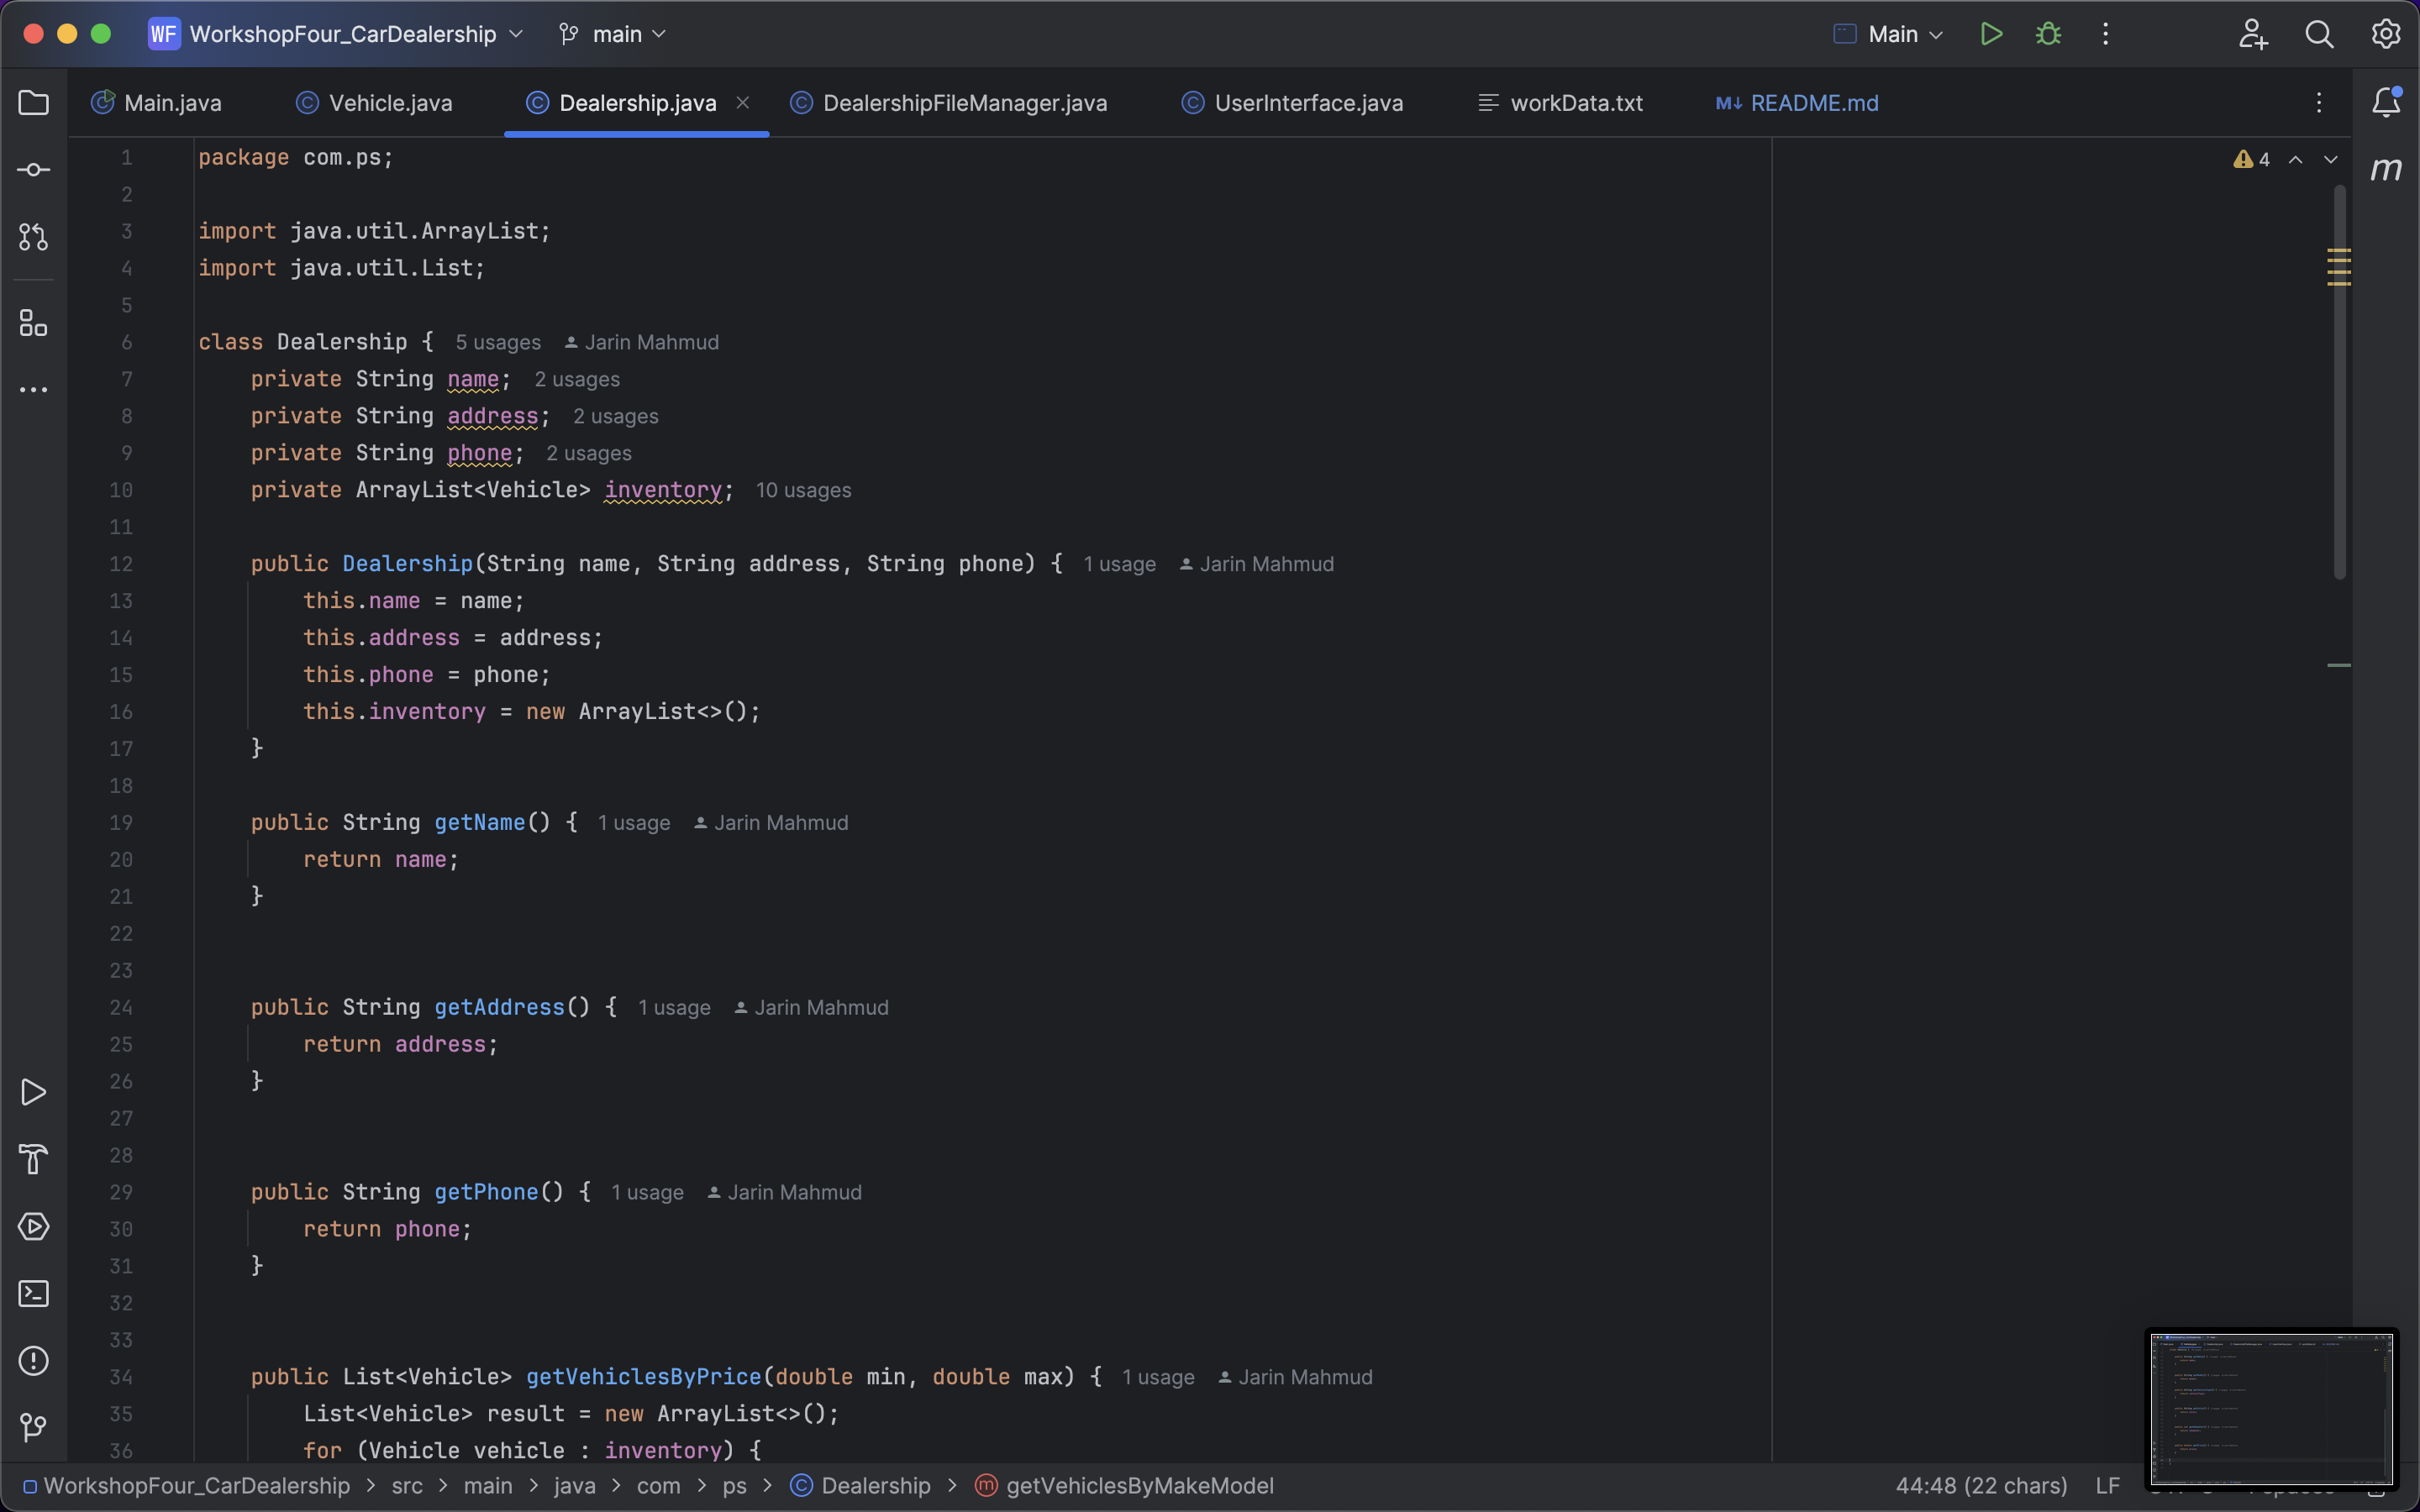 WF WorkshopFour_CarDealership main Main
Main.java Vehicle.java Dealership.java DealershipFileManager.java UserInterface.java workData.txt M↓ README.md
4
m
1 package com.ps;
2
3 import java.util.ArrayList;
4 import java.util.List;
5
6 class Dealership { 5 usages Jarin Mahmud
7 private String name; 2 usages
8 private String address; 2 usages
9 private String phone; 2 usages
10 private ArrayList<Vehicle> inventory; 10 usages
11
12 public Dealership(String name, String address, String phone) { 1 usage Jarin Mahmud
13 this.name = name;
14 this.address = address;
15 this.phone = phone;
16 this.inventory = new ArrayList<>();
17 }
18
19 public String getName() { 1 usage Jarin Mahmud
20 return name;
21 }
22
23
24 public String getAddress() { 1 usage Jarin Mahmud
25 return address;
26 }
27
28
29 public String getPhone() { 1 usage Jarin Mahmud
30 return phone;
31 }
32
33
34 public List<Vehicle> getVehiclesByPrice(double min, double max) { 1 usage Jarin Mahmud
35 List<Vehicle> result = new ArrayList<>();
36 for (Vehicle vehicle : inventory) {
WorkshopFour_CarDealership > src > main > java > com > ps > Dealership > getVehiclesByMakeModel 44:48 (22 chars) LF